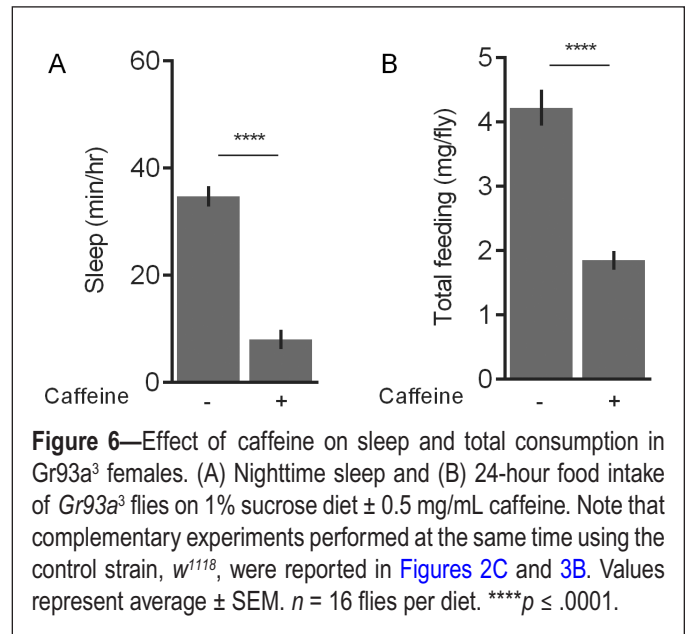 A
60
40
20
0
Sleep (min/hr)
****
Caffeine - +
B
5
4
3
2
1
0
Total feeding (mg/fly)
****
Caffeine - +
Figure 6—Effect of caffeine on sleep and total consumption in
Gr93a³ females. (A) Nighttime sleep and (B) 24-hour food intake
of Gr93a³ flies on 1% sucrose diet ± 0.5 mg/mL caffeine. Note that
complementary experiments performed at the same time using the
control strain, w¹¹¹⁸, were reported in Figures 2C and 3B. Values
represent average ± SEM. n = 16 flies per diet. ****p ≤ .0001.